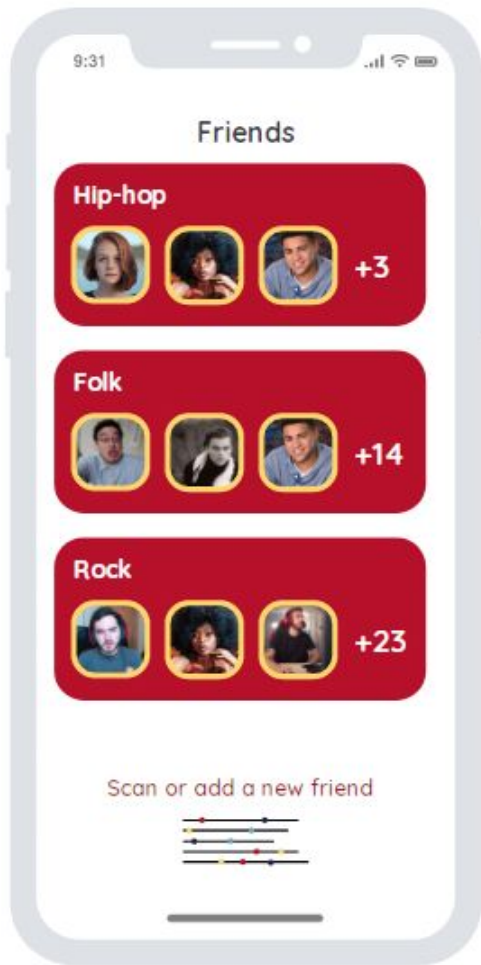 9:31
Friends
Hip-hop
+3
Folk
+14
Rock
+23
Scan or add a new friend